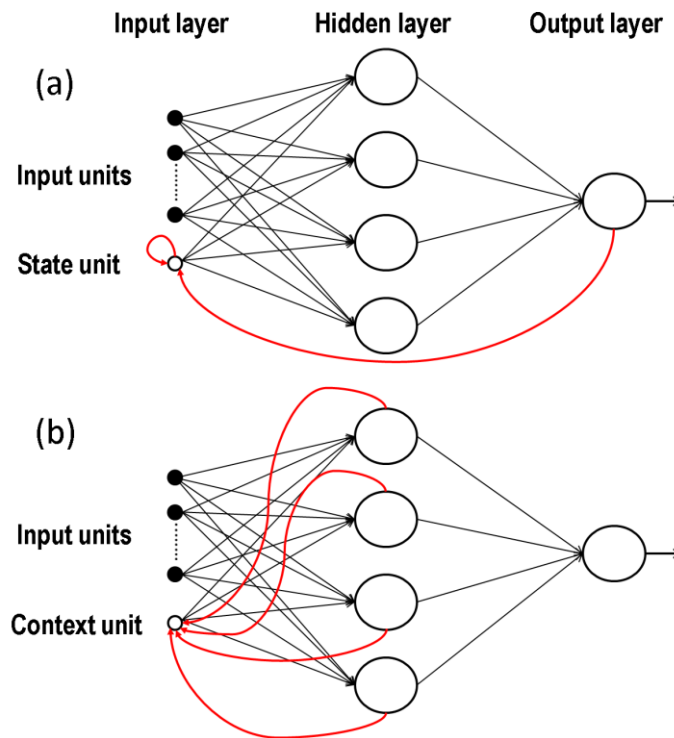 Input layer
Hidden layer
Output layer
(a)
Input units
State unit
(b)
Input units
Context unit